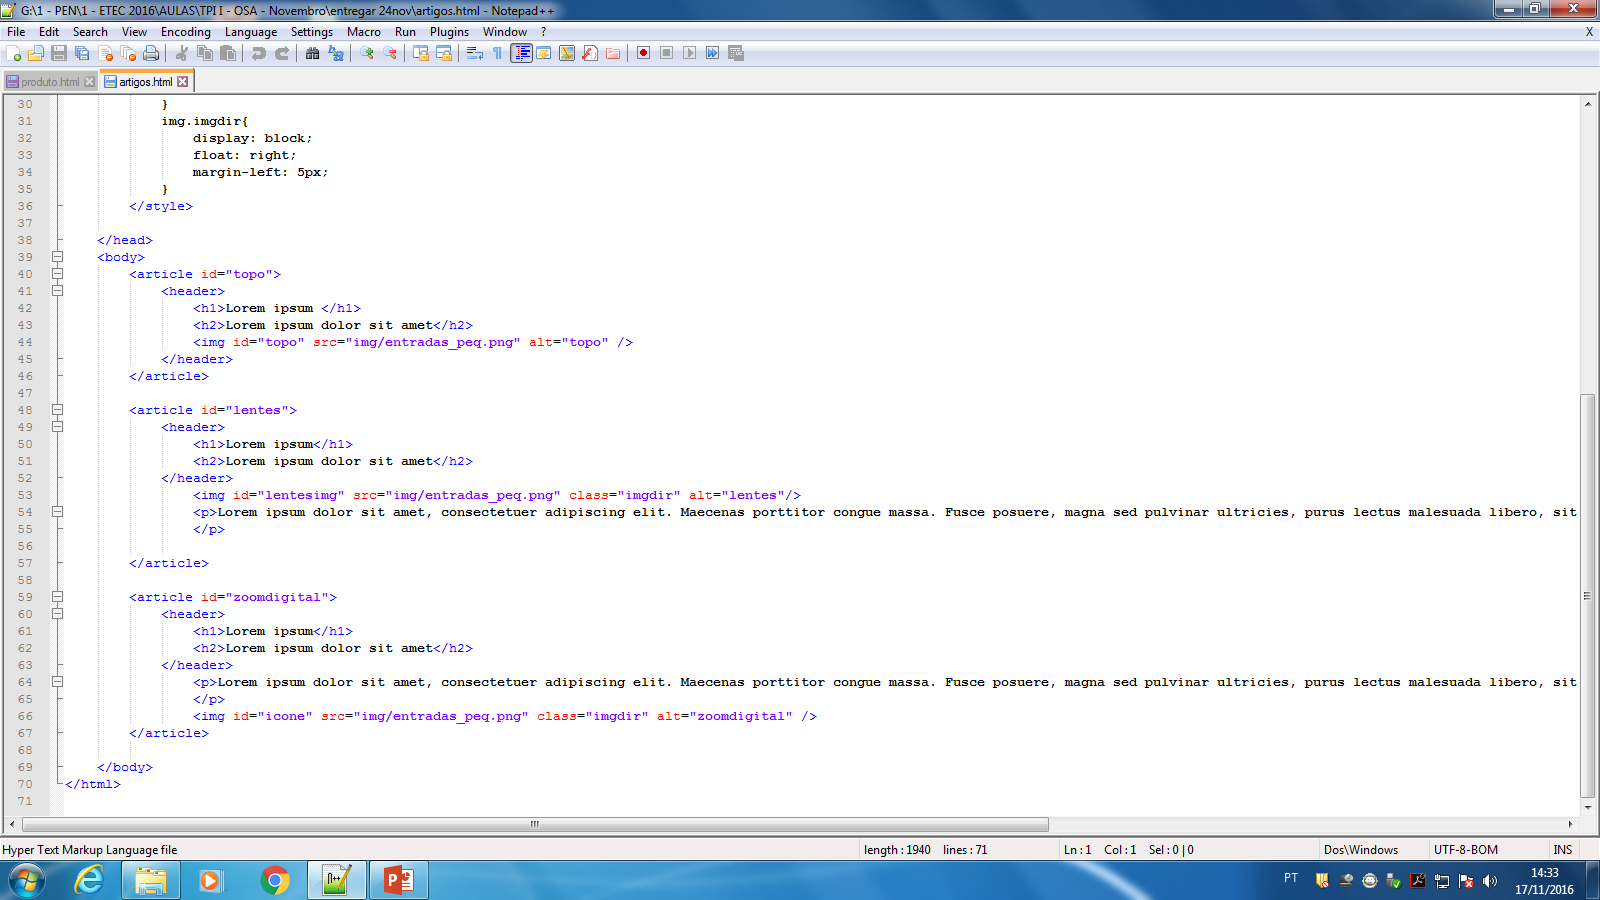 G:\1 - PEN\1 - ETEC 2016\AULAS\TPI I - OSA - Novembro\entregar 24nov\artigos.html - Notepad++
File Edit Search View Encoding Language Settings Macro Run Plugins Window ? X
produto.html artigos.html
30 }
31 img.imgdir{
32 display: block;
33 float: right;
34 margin-left: 5px;
35 }
36 </style>
37
38 </head>
39 <body>
40 <article id="topo">
41 <header>
42 <h1>Lorem ipsum </h1>
43 <h2>Lorem ipsum dolor sit amet</h2>
44 <img id="topo" src="img/entradas_peq.png" alt="topo" />
45 </header>
46 </article>
47
48 <article id="lentes">
49 <header>
50 <h1>Lorem ipsum</h1>
51 <h2>Lorem ipsum dolor sit amet</h2>
52 </header>
53 <img id="lentesimg" src="img/entradas_peq.png" class="imgdir" alt="lentes"/>
54 <p>Lorem ipsum dolor sit amet, consectetuer adipiscing elit. Maecenas porttitor congue massa. Fusce posuere, magna sed pulvinar ultricies, purus lectus malesuada libero, sit
55 </p>
56
57 </article>
58
59 <article id="zoomdigital">
60 <header>
61 <h1>Lorem ipsum</h1>
62 <h2>Lorem ipsum dolor sit amet</h2>
63 </header>
64 <p>Lorem ipsum dolor sit amet, consectetuer adipiscing elit. Maecenas porttitor congue massa. Fusce posuere, magna sed pulvinar ultricies, purus lectus malesuada libero, sit
65 </p>
66 <img id="icone" src="img/entradas_peq.png" class="imgdir" alt="zoomdigital" />
67 </article>
68
69 </body>
70 </html>
71
Hyper Text Markup Language file length : 1940 lines : 71 Ln : 1 Col : 1 Sel : 0 | 0 Dos\Windows UTF-8-BOM INS
PT 14:33
17/11/2016